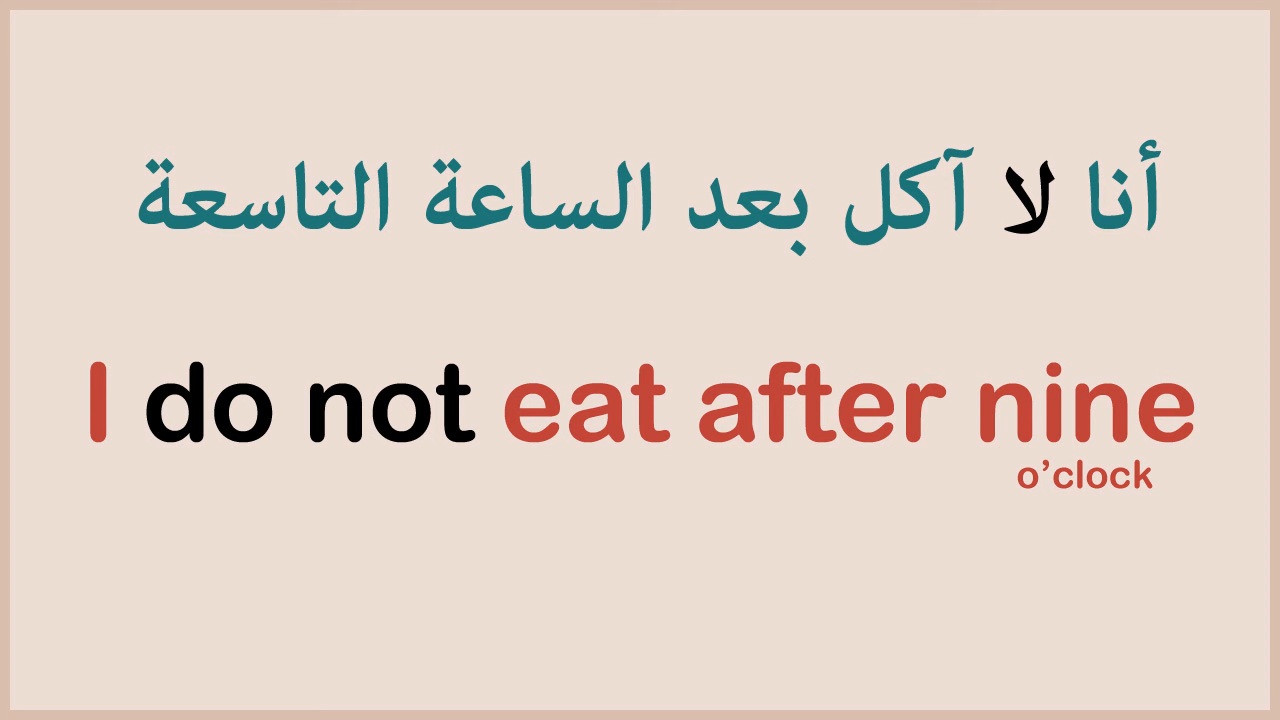 أنا لا آكل بعد الساعة التاسعة
I do not eat after nine
o’clock